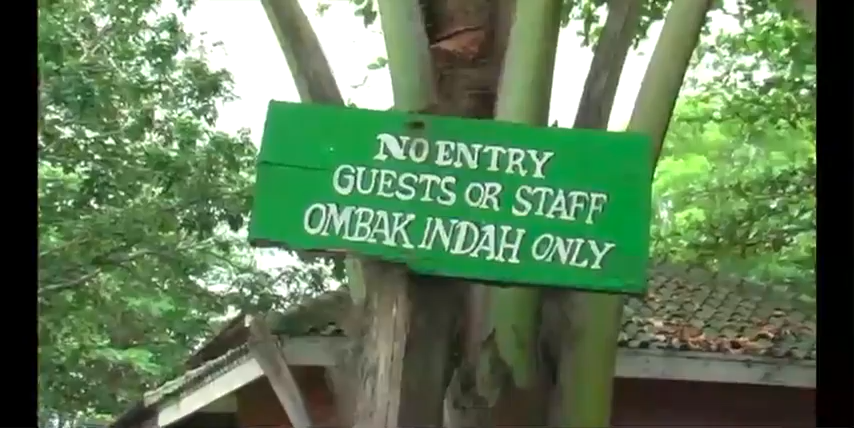 NO ENTRY
GUESTS OR STAFF
OMBAK INDAH ONLY